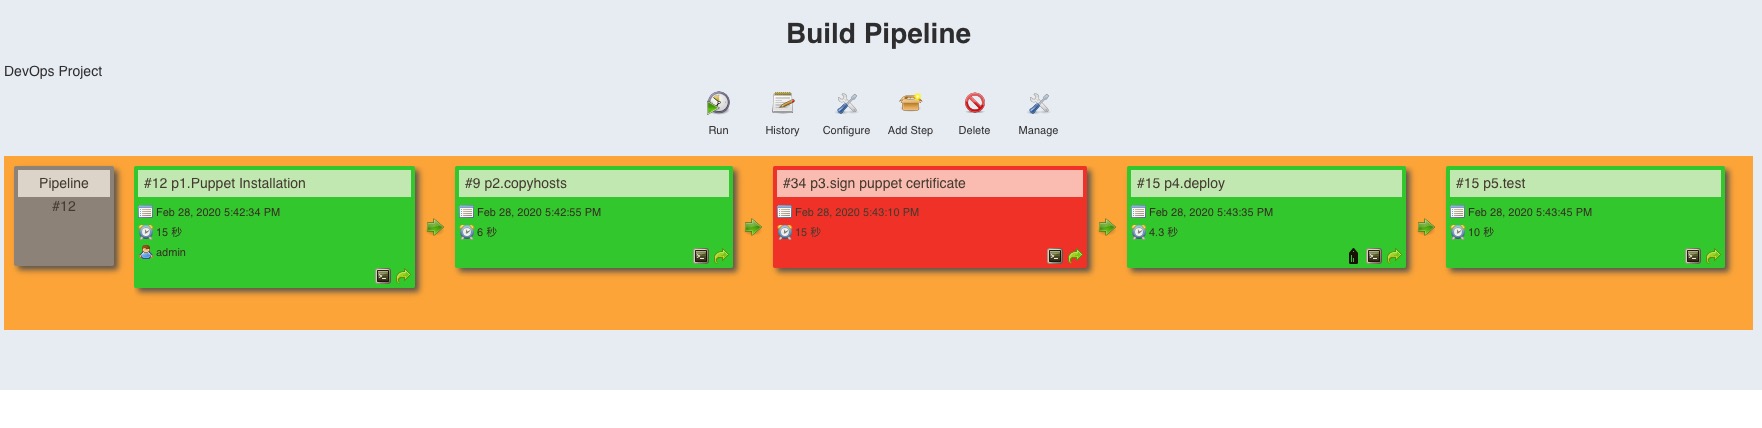 Build Pipeline
DevOps Project
Run History Configure Add Step Delete Manage
Pipeline
#12
#12 p1.Puppet Installation
Feb 28, 2020 5:42:34 PM
15 秒
admin
#9 p2.copyhosts
Feb 28, 2020 5:42:55 PM
6 秒
#34 p3.sign puppet certificate
Feb 28, 2020 5:43:10 PM
15 秒
#15 p4.deploy
Feb 28, 2020 5:43:35 PM
4.3 秒
#15 p5.test
Feb 28, 2020 5:43:45 PM
10 秒